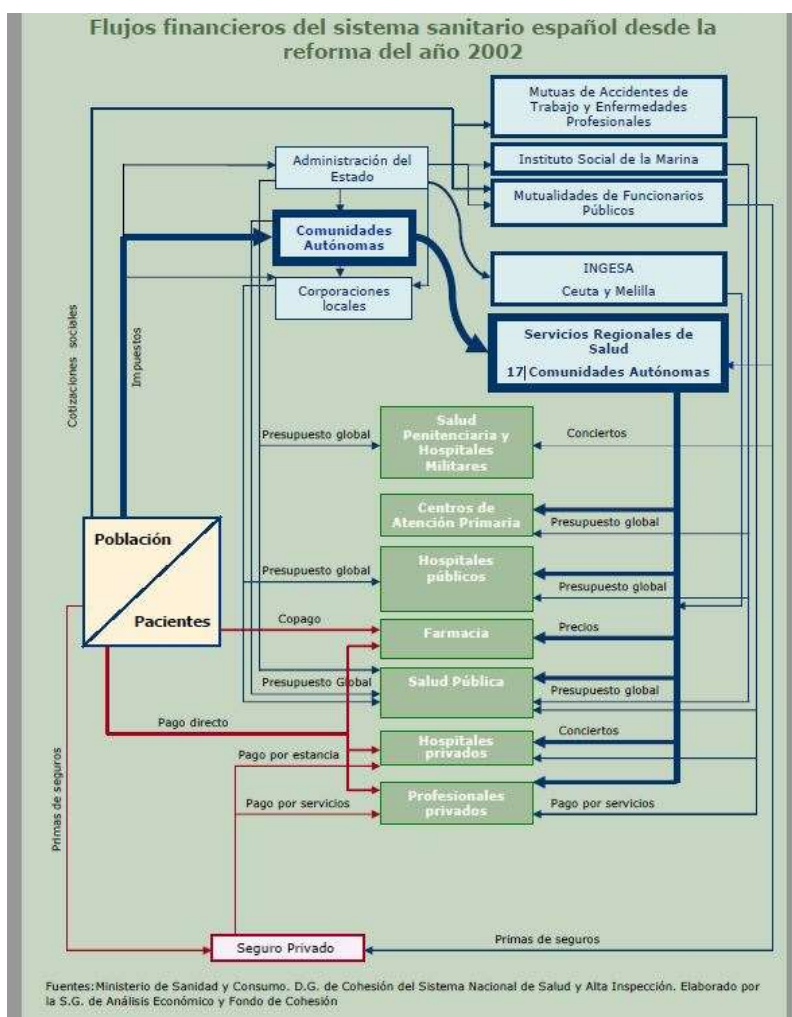 Flujos financieros del sistema sanitario español desde la
reforma del año 2002
Mutuas de Accidentes de
Trabajo y Enfermedades
Profesionales
Administración del
Estado
Instituto Social de la Marina
Mutualidades de Funcionarios
Públicos
Comunidades
Autónomas
INGESA
Ceuta y Melilla
Corporaciones
locales
Servicios Regionales de
Salud
17|Comunidades Autónomas
Cotizaciones sociales
Impuestos
Presupuesto global
Salud
Penitenciaria y
Hospitales
Militares
Conciertos
Centros de
Atención Primaria
Presupuesto global
Población
Pacientes
Presupuesto global
Hospitales
públicos
Presupuesto global
Copago
Farmacia
Precios
Presupuesto Global
Salud Pública
Presupuesto global
Pago directo
Pago por estancia
Hospitales
privados
Conciertos
Pago por servicios
Profesionales
privados
Pago por servicios
Primas de seguros
Seguro Privado
Primas de seguros
Fuentes:Ministerio de Sanidad y Consumo. D.G. de Cohesión del Sistema Nacional de Salud y Alta Inspección. Elaborado por
la S.G. de Análisis Económico y Fondo de Cohesión